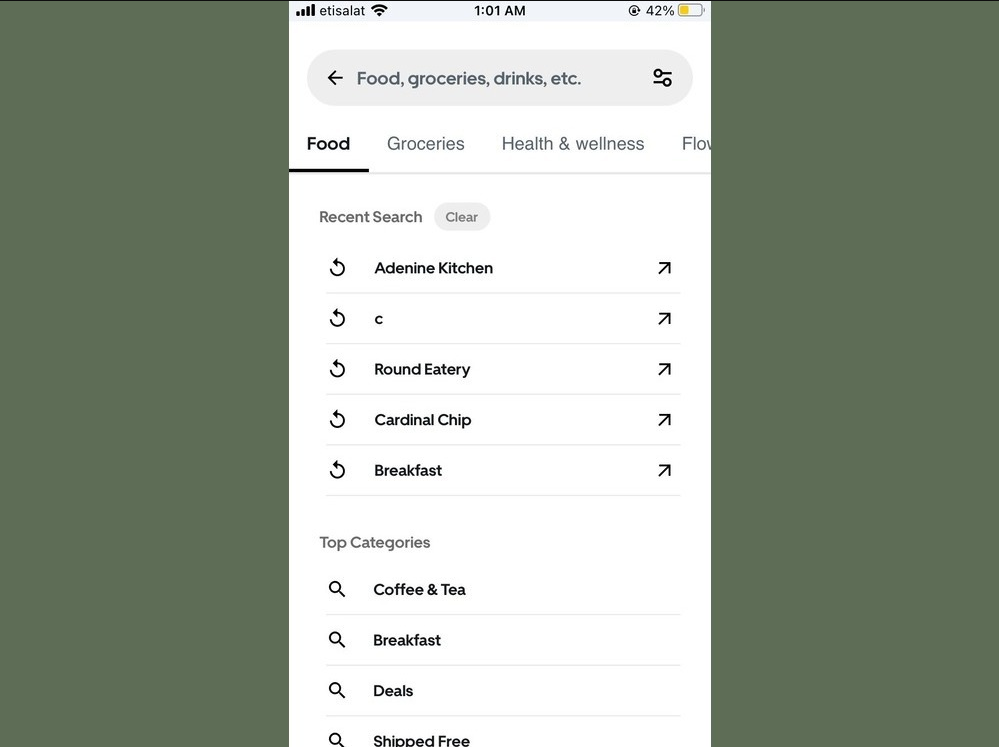 etisalat 1:01 AM 42%
Food, groceries, drinks, etc.
Food Groceries Health & wellness Flow
Recent Search Clear
Adenine Kitchen
c
Round Eatery
Cardinal Chip
Breakfast
Top Categories
Coffee & Tea
Breakfast
Deals
Shipped Free